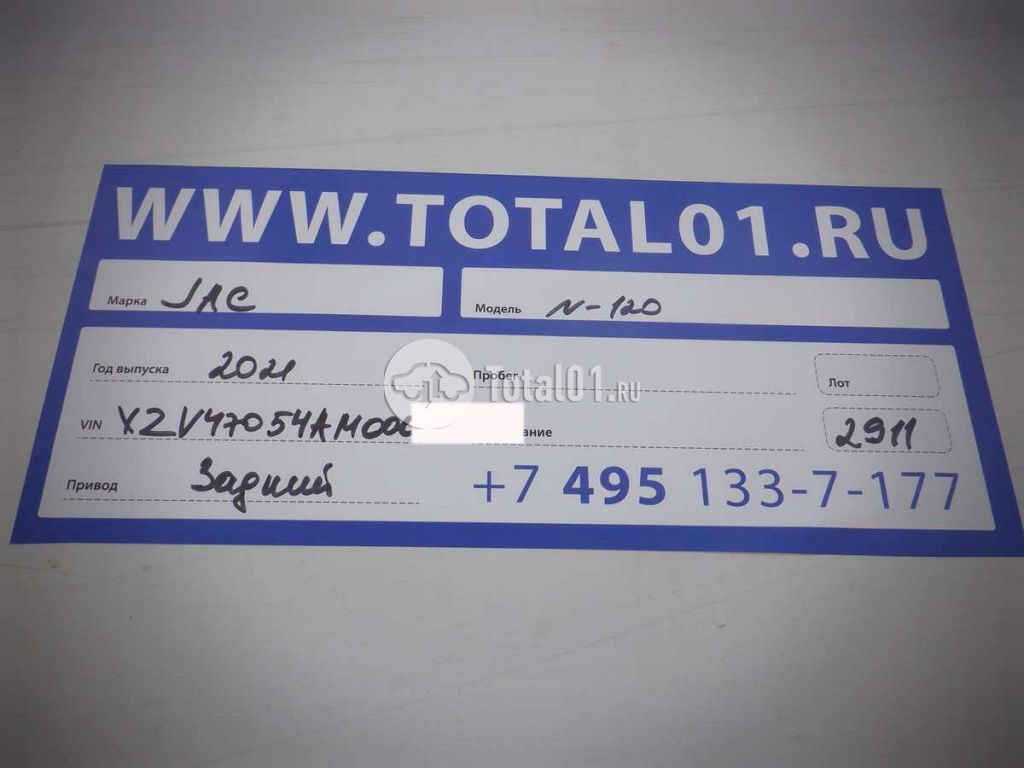 WWW.TOTAL01.RU
Марка JAC Модель N-120
Год выпуска 2021 Пробег Лот
Total01.RU
VIN X2V47054AM000 2911
Привод Задний +7 495 133-7-177